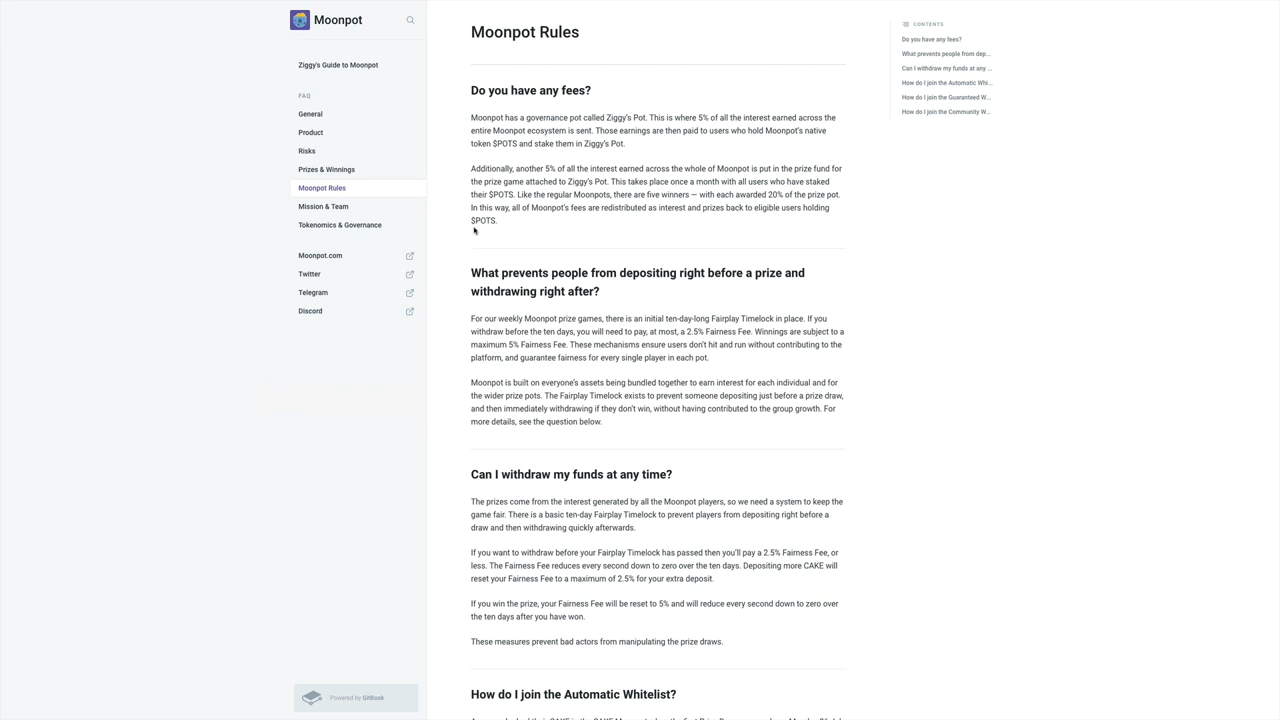 Moonpot
Ziggy's Guide to Moonpot
FAQ
General
Product
Risks
Prizes & Winnings
Moonpot Rules
Mission & Team
Tokenomics & Governance
Moonpot.com
Twitter
Telegram
Discord
Powered by GitBook
Moonpot Rules
Do you have any fees?
Moonpot has a governance pot called Ziggy's Pot. This is where 5% of all the interest earned across the
entire Moonpot ecosystem is sent. Those earnings are then paid to users who hold Moonpot's native
token $POTS and stake them in Ziggy's Pot.
Additionally, another 5% of all the interest earned across the whole of Moonpot is put in the prize fund for
the prize game attached to Ziggy's Pot. This takes place once a month with all users who have staked
their $POTS. Like the regular Moonpots, there are five winners — with each awarded 20% of the prize pot.
In this way, all of Moonpot's fees are redistributed as interest and prizes back to eligible users holding
$POTS.
What prevents people from depositing right before a prize and
withdrawing right after?
For our weekly Moonpot prize games, there is an initial ten-day-long Fairplay Timelock in place. If you
withdraw before the ten days, you will need to pay, at most, a 2.5% Fairness Fee. Winnings are subject to a
maximum 5% Fairness Fee. These mechanisms ensure users don't hit and run without contributing to the
platform, and guarantee fairness for every single player in each pot.
Moonpot is built on everyone's assets being bundled together to earn interest for each individual and for
the wider prize pots. The Fairplay Timelock exists to prevent someone depositing just before a prize draw,
and then immediately withdrawing if they don't win, without having contributed to the group growth. For
more details, see the question below.
Can I withdraw my funds at any time?
The prizes come from the interest generated by all the Moonpot players, so we need a system to keep the
game fair. There is a basic ten-day Fairplay Timelock to prevent players from depositing right before a
draw and then withdrawing quickly afterwards.
If you want to withdraw before your Fairplay Timelock has passed then you'll pay a 2.5% Fairness Fee, or
less. The Fairness Fee reduces every second down to zero over the ten days. Depositing more CAKE will
reset your Fairness Fee to a maximum of 2.5% for your extra deposit.
If you win the prize, your Fairness Fee will be reset to 5% and will reduce every second down to zero over
the ten days after you have won.
These measures prevent bad actors from manipulating the prize draws.
How do I join the Automatic Whitelist?
CONTENTS
Do you have any fees?
What prevents people from dep...
Can I withdraw my funds at any ...
How do I join the Automatic Whi...
How do I join the Guaranteed W...
How do I join the Community W...